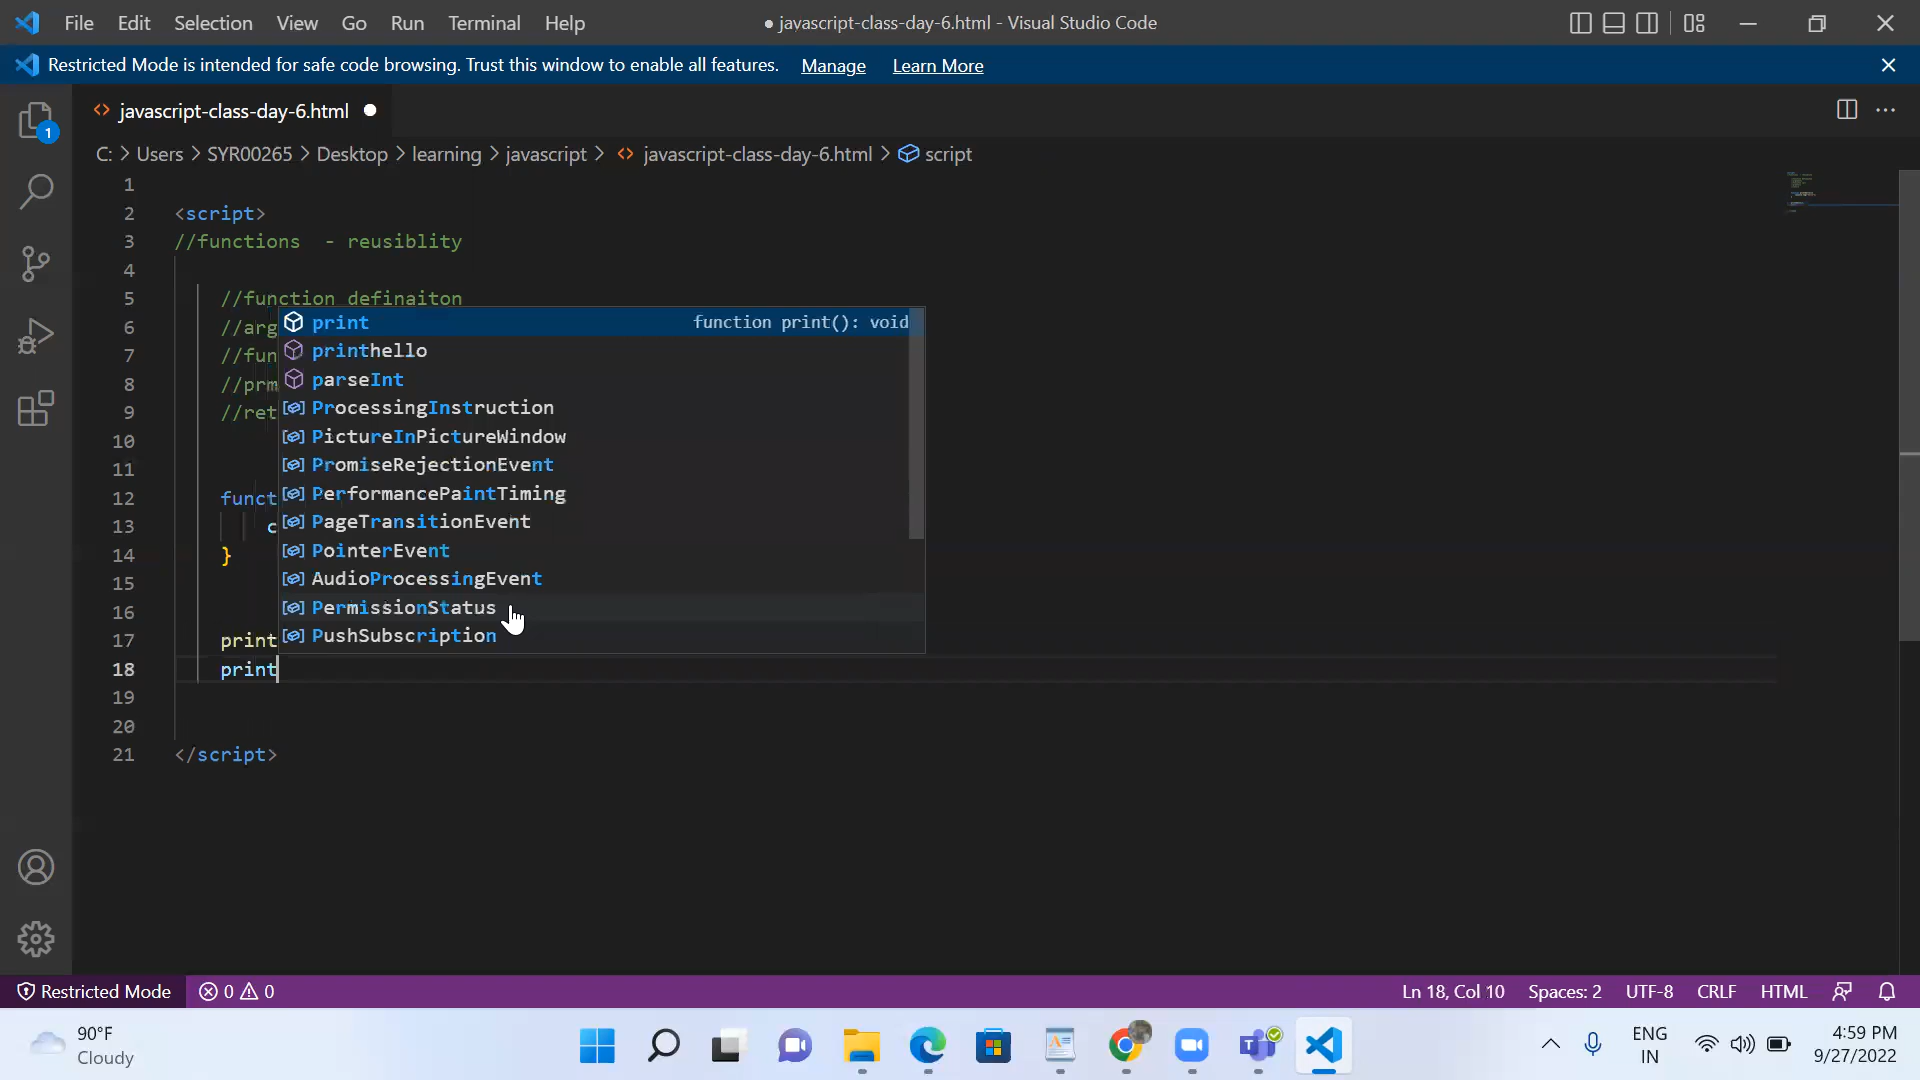 File Edit Selection View Go Run Terminal Help
● javascript-class-day-6.html - Visual Studio Code
Restricted Mode is intended for safe code browsing. Trust this window to enable all features. Manage Learn More
javascript-class-day-6.html
C: > Users > SYR00265 > Desktop > learning > javascript > javascript-class-day-6.html > script
1
2 <script>
3 //functions - reusiblity
4
5 //function definaiton
6 //arg
7 //fun
8 //prm
9 //ret
10
11
12 funct
13 c
14 }
15
16
17 print
18 print
19
20
21 </script>
print function print(): void
printhello
parseInt
ProcessingInstruction
PictureInPictureWindow
PromiseRejectionEvent
PerformancePaintTiming
PageTransitionEvent
PointerEvent
AudioProcessingEvent
PermissionStatus
PushSubscription
1
Restricted Mode 0 0 Ln 18, Col 10 Spaces: 2 UTF-8 CRLF HTML
90°F
Cloudy
ENG
IN
4:59 PM
9/27/2022